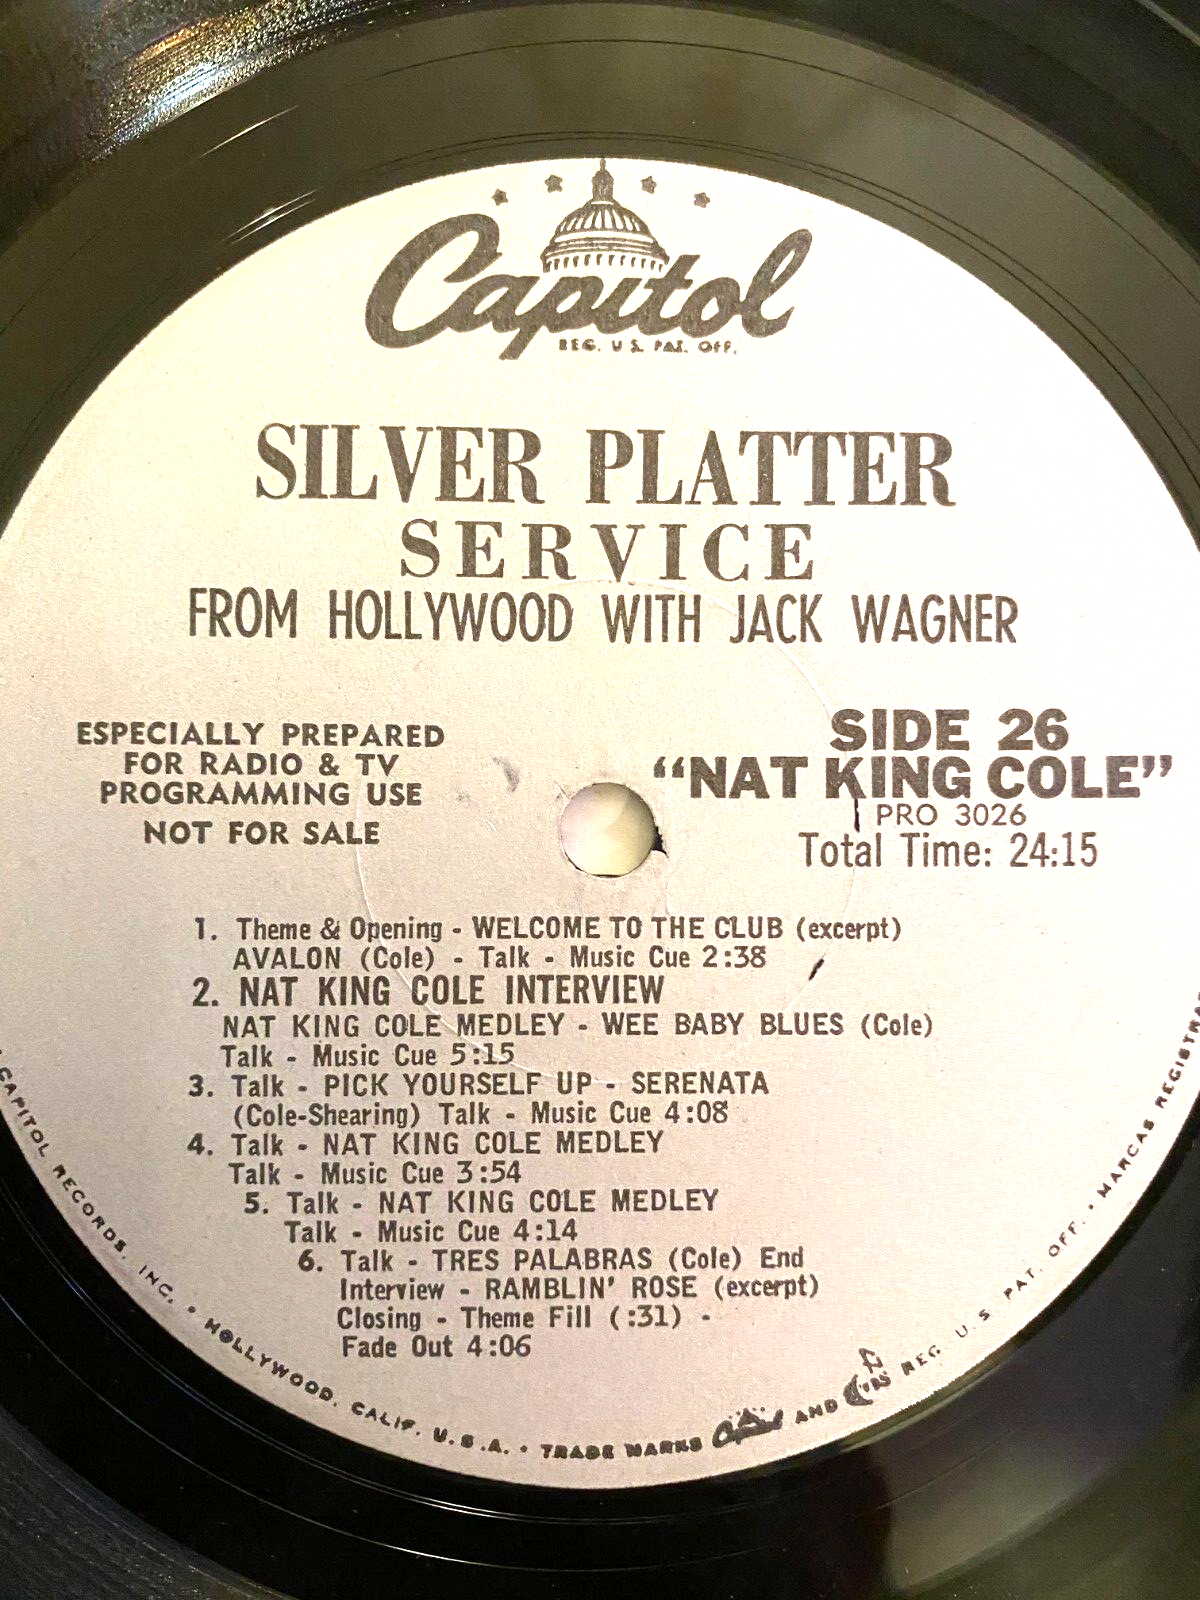 Capitol
REG. U.S. PAT. OFF.
SILVER PLATTER
SERVICE
FROM HOLLYWOOD WITH JACK WAGNER
ESPECIALLY PREPARED
FOR RADIO & TV
PROGRAMMING USE
NOT FOR SALE
SIDE 26
“NAT KING COLE”
PRO 3026
Total Time: 24:15
1. Theme & Opening - WELCOME TO THE CLUB (excerpt)
AVALON (Cole) - Talk - Music Cue 2:38
2. NAT KING COLE INTERVIEW
NAT KING COLE MEDLEY - WEE BABY BLUES (Cole)
Talk - Music Cue 5:15
3. Talk - PICK YOURSELF UP - SERENATA
(Cole-Shearing) Talk - Music Cue 4:08
4. Talk - NAT KING COLE MEDLEY
Talk - Music Cue 3:54
5. Talk - NAT KING COLE MEDLEY
Talk - Music Cue 4:14
6. Talk - TRES PALABRAS (Cole) End
Interview - RAMBLIN' ROSE (excerpt)
Closing - Theme Fill (:31) -
Fade Out 4:06
CAPITOL RECORDS, INC. • HOLLYWOOD, CALIF. U.S.A. • TRADE MARKS Capitol AND REG. U.S. PAT. OFF. • MARCAS REGISTRA